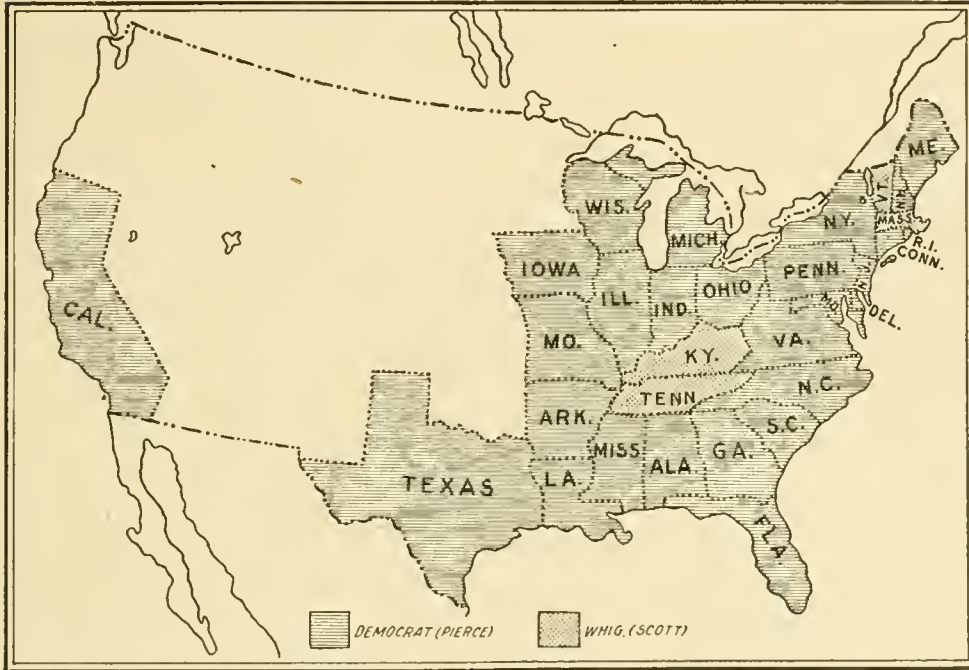 ME.
VT.
N.H.
MASS.
R.I.
CONN.
N.Y.
WIS.
MICH.
PENN.
N.J.
IOWA
ILL.
IND.
OHIO
MD.
DEL.
CAL.
MO.
KY.
VA.
TENN.
N.C.
ARK.
S.C.
MISS.
ALA.
GA.
LA.
TEXAS
FLA.
DEMOCRAT (PIERCE)
WHIG, (SCOTT)